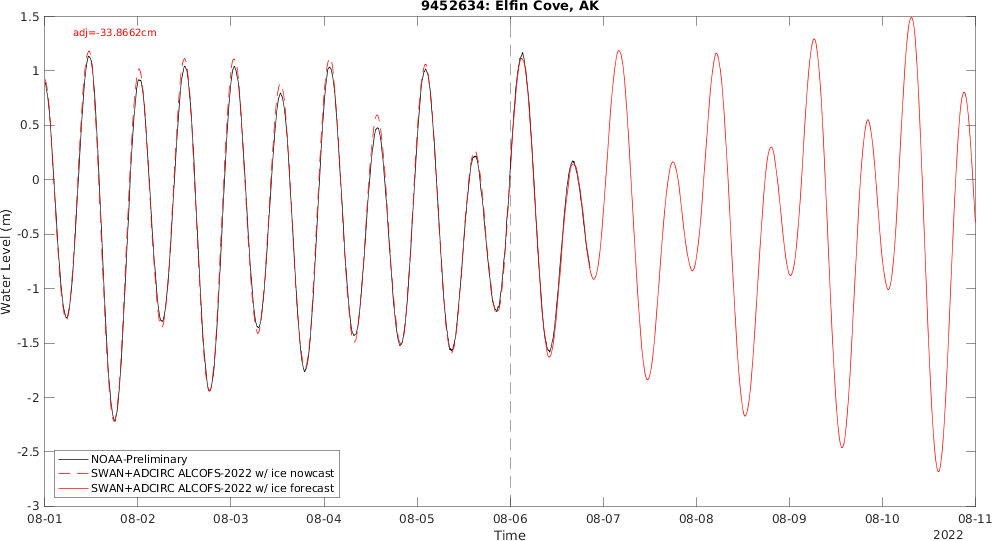 9452634: Elfin Cove, AK
adj=-33.8662cm
1.5
1
0.5
0
-0.5
-1
-1.5
-2
-2.5
-3
Water Level (m)
NOAA-Preliminary
SWAN+ADCIRC ALCOFS-2022 w/ ice nowcast
SWAN+ADCIRC ALCOFS-2022 w/ ice forecast
08-01 08-02 08-03 08-04 08-05 08-06 08-07 08-08 08-09 08-10 08-11
Time
2022